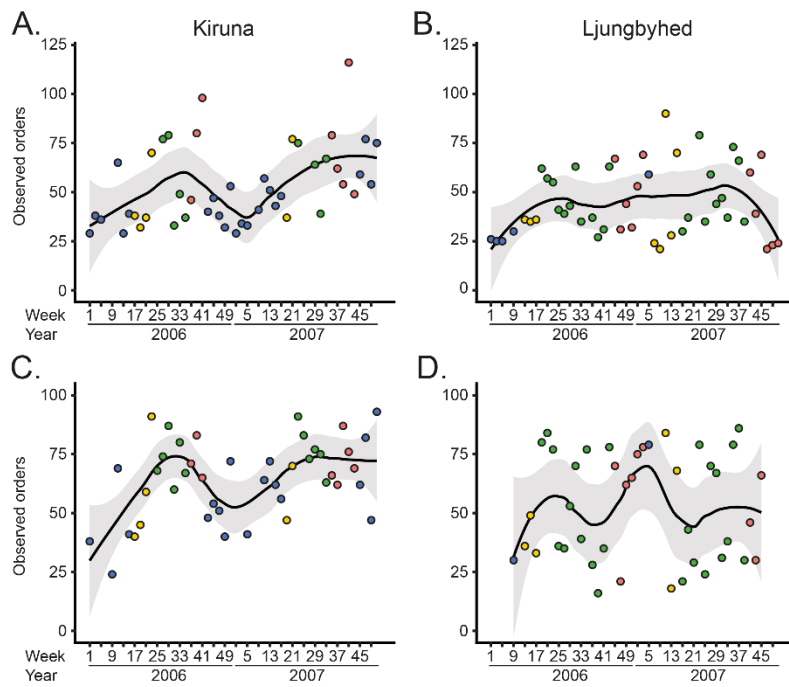 A. Kiruna B. Ljungbyhed
125 125
100 100
75 75
50 50
25 25
0 0
Observed orders
Week 1 9 17 25 33 41 49 5 13 21 29 37 45 1 9 17 25 33 41 49 5 13 21 29 37 45
Year 2006 2007 2006 2007
C. D.
100 100
75 75
50 50
25 25
0 0
Observed orders
Week 1 9 17 25 33 41 49 5 13 21 29 37 45 1 9 17 25 33 41 49 5 13 21 29 37 45
Year 2006 2007 2006 2007